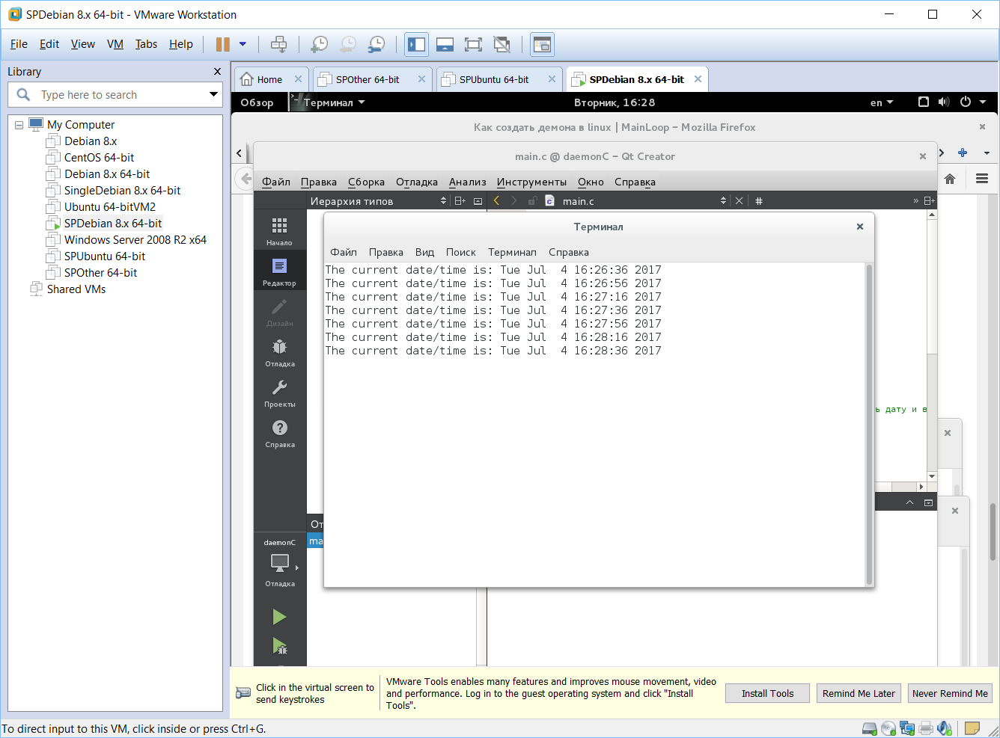 SPDebian 8.x 64-bit - VMware Workstation
File Edit View VM Tabs Help
Library
Type here to search
My Computer
Debian 8.x
CentOS 64-bit
Debian 8.x 64-bit
SingleDebian 8.x 64-bit
Ubuntu 64-bitVM2
SPDebian 8.x 64-bit
Windows Server 2008 R2 x64
SPUbuntu 64-bit
SPOther 64-bit
Shared VMs
Home SPOther 64-bit SPUbuntu 64-bit SPDebian 8.x 64-bit
Обзор Терминал Вторник, 16:28 en
Как создать демона в linux | MainLoop – Mozilla Firefox
main.c @ daemonC – Qt Creator
Файл Правка Сборка Отладка Анализ Инструменты Окно Справка
Иерархия типов main.c #
Начало
Редактор
Дизайн
Отладка
Проекты
Справка
daemonC
Отладка
Терминал
Файл Правка Вид Поиск Терминал Справка
The current date/time is: Tue Jul  4 16:26:36 2017
The current date/time is: Tue Jul  4 16:26:56 2017
The current date/time is: Tue Jul  4 16:27:16 2017
The current date/time is: Tue Jul  4 16:27:36 2017
The current date/time is: Tue Jul  4 16:27:56 2017
The current date/time is: Tue Jul  4 16:28:16 2017
The current date/time is: Tue Jul  4 16:28:36 2017
ь дату и в
От
ma
Click in the virtual screen to
send keystrokes
VMware Tools enables many features and improves mouse movement, video
and performance. Log in to the guest operating system and click "Install
Tools".
Install Tools Remind Me Later Never Remind Me
To direct input to this VM, click inside or press Ctrl+G.